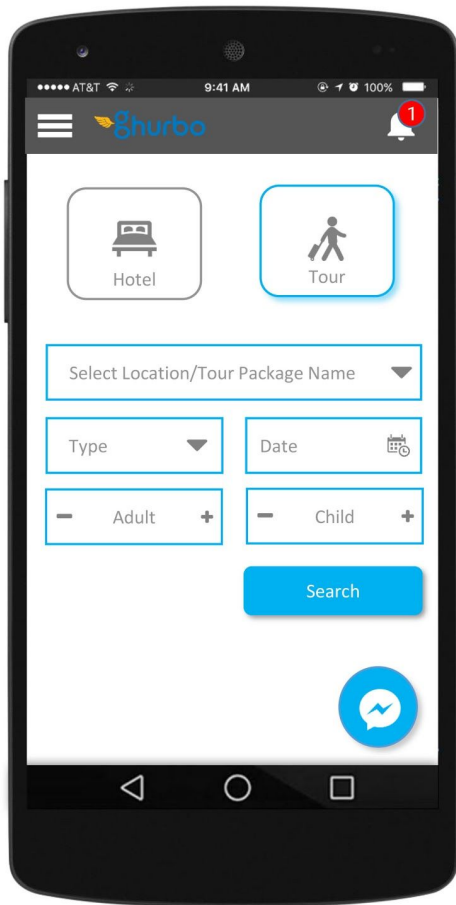 AT&T 9:41 AM 100%
ghurbo 1
Hotel Tour
Select Location/Tour Package Name
Type Date
Adult Child
Search